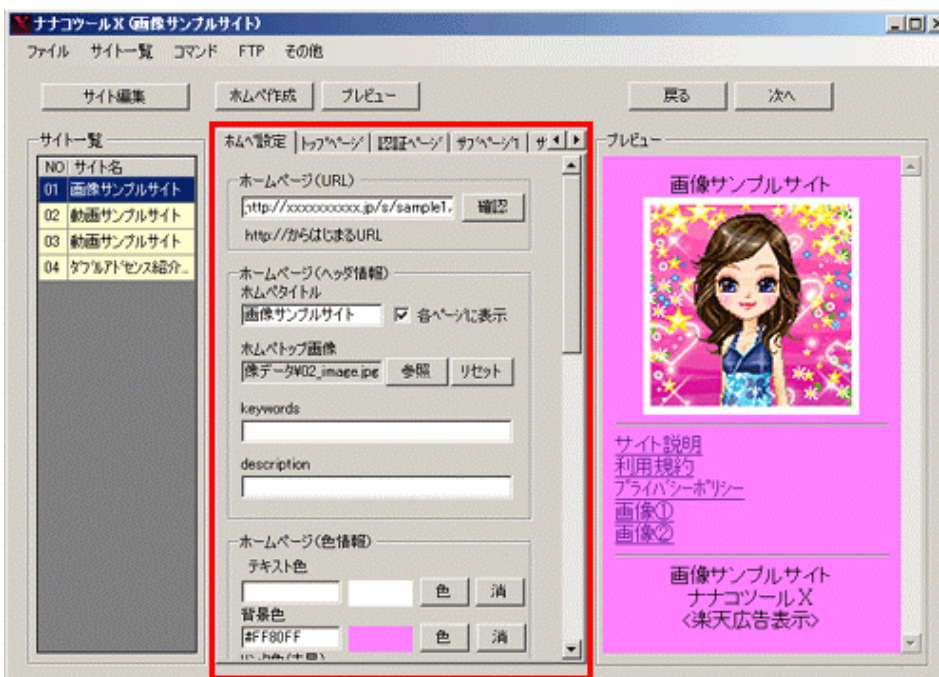 ナナコツールX (画像サンプルサイト)
ファイル サイト一覧 コマンド FTP その他
サイト編集 ホムペ作成 プレビュー 戻る 次へ
サイト一覧
NO サイト名
01 画像サンプルサイト
02 動画サンプルサイト
03 動画サンプルサイト
04 ダブルアドセンス紹介...
ホムペ設定 トップページ 認証ページ サブページ1 サ
ホームページ(URL)
http://xxxxxxxxxx.jp/s/sample1/ 確認
http://からはじまるURL
ホームページ(ヘッダ情報)
ホムペタイトル
画像サンプルサイト 各ページに表示
ホムペトップ画像
像データ¥02_image.jpg 参照 リセット
keywords
description
ホームページ(色情報)
テキスト色
色 消
背景色
#FF80FF 色 消
プレビュー
画像サンプルサイト
サイト説明
利用規約
プライバシーポリシー
画像①
画像②
画像サンプルサイト
ナナコツールX
<楽天広告表示>